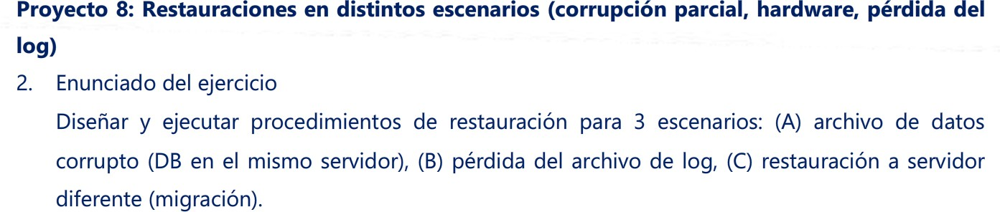 Proyecto 8: Restauraciones en distintos escenarios (corrupción parcial, hardware, pérdida del
log)
2. Enunciado del ejercicio
Diseñar y ejecutar procedimientos de restauración para 3 escenarios: (A) archivo de datos
corrupto (DB en el mismo servidor), (B) pérdida del archivo de log, (C) restauración a servidor
diferente (migración).